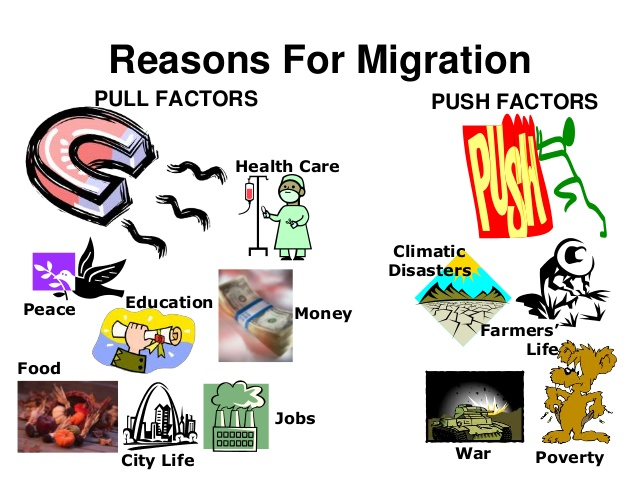 Reasons For Migration
PULL FACTORS
PUSH FACTORS
PUSH
Health Care
Climatic
Disasters
Peace
Education
Money
Farmers'
Life
Food
Jobs
City Life
War
Poverty